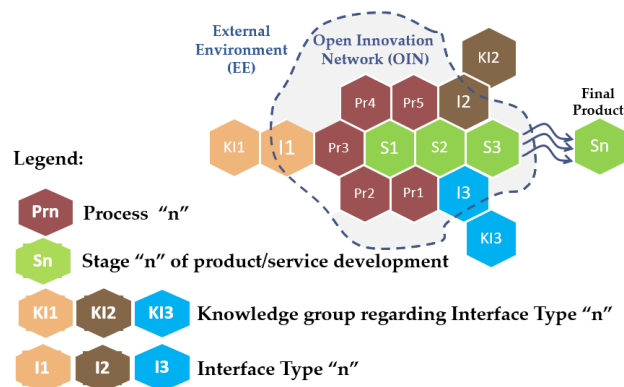 External
Environment
(EE)
Open Innovation
Network (OIN)
KI2
Final
Product
Pr4 Pr5 I2
KI1 I1 Pr3 S1 S2 S3 Sn
Pr2 Pr1 I3
KI3
Legend:
Prn Process “n”
Sn Stage “n” of product/service development
KI1 KI2 KI3 Knowledge group regarding Interface Type “n”
I1 I2 I3 Interface Type “n”